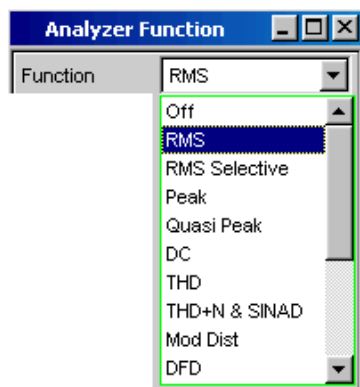 Analyzer Function
Function RMS
Off
RMS
RMS Selective
Peak
Quasi Peak
DC
THD
THD+N & SINAD
Mod Dist
DFD